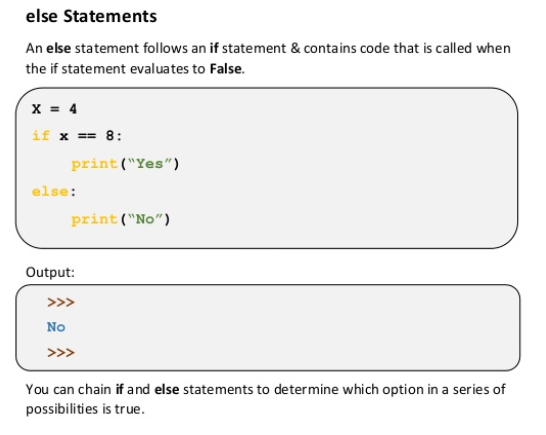 else Statements
An else statement follows an if statement & contains code that is called when
the if statement evaluates to False.
X = 4
if x == 8:
print(“Yes”)
else:
print(“No”)
Output:
>>>
No
>>>
You can chain if and else statements to determine which option in a series of
possibilities is true.